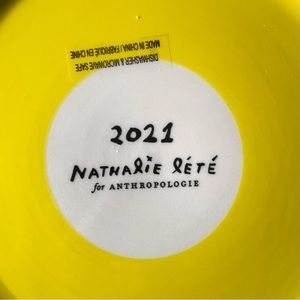 MADE IN CHINA / FABRIQUÉ EN CHINE
DISHWASHER & MICROWAVE SAFE
2021
NATHALIE LÉTÉ
for ANTHROPOLOGIE